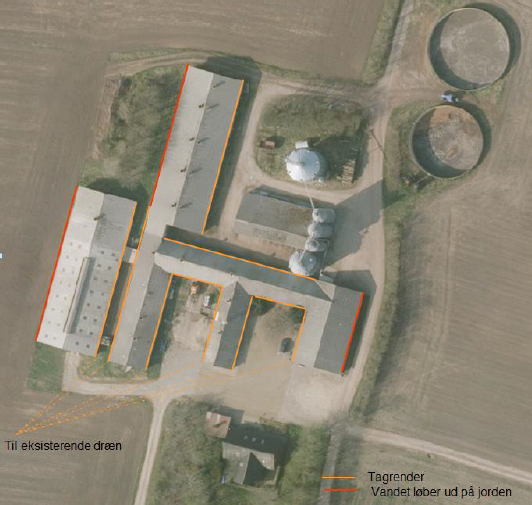 Til eksisterende dræn
Tagrender
Vandet løber ud på jorden